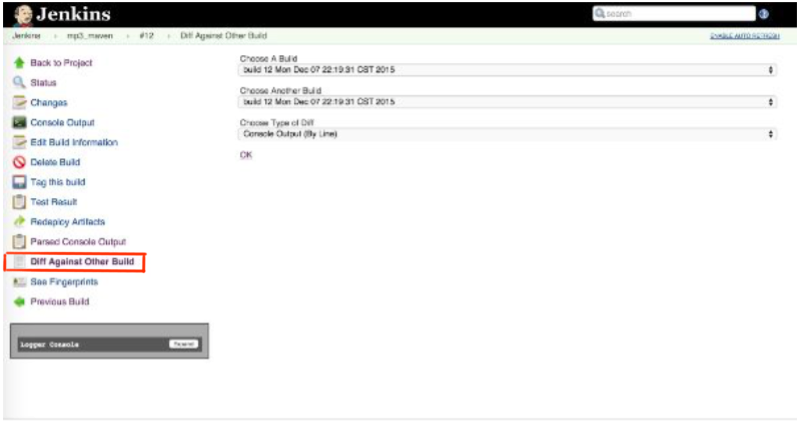 Jenkins
search
Jenkins › mp3_maven › #12 › Diff Against Other Build
ENABLE AUTO REFRESH
Back to Project
Status
Changes
Console Output
Edit Build Information
Delete Build
Tag this build
Test Result
Redeploy Artifacts
Parsed Console Output
Diff Against Other Build
See Fingerprints
Previous Build
Choose A Build
build 12 Mon Dec 07 22:19:31 CST 2015
Choose Another Build
build 12 Mon Dec 07 22:19:31 CST 2015
Choose Type of Diff
Console Output (By Line)
OK
Logger Console